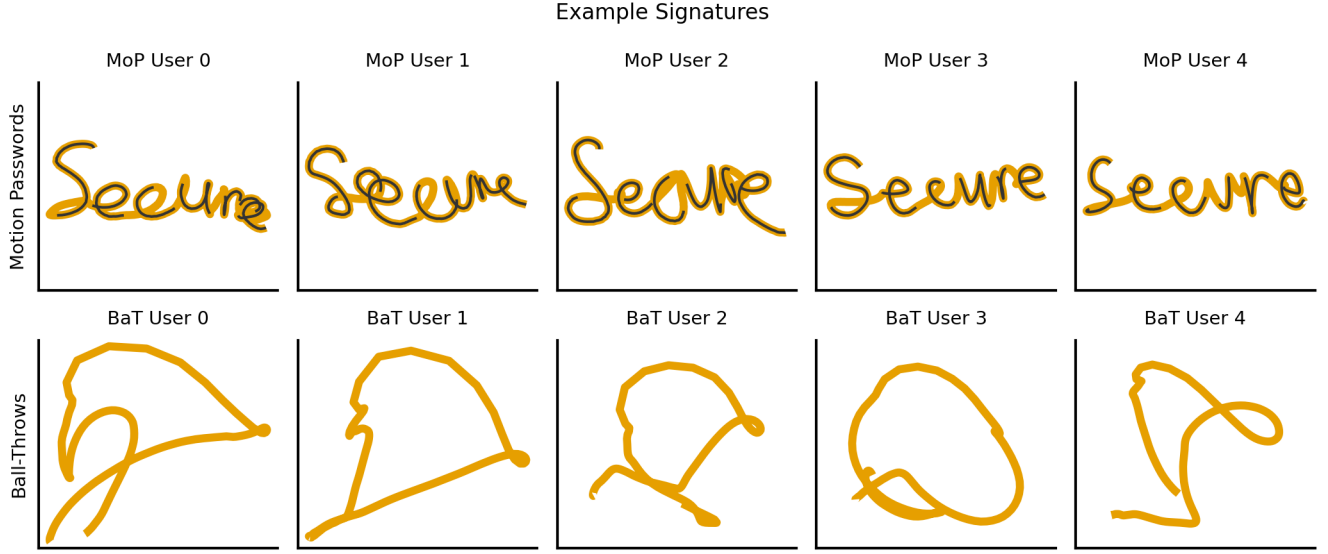 Example Signatures
MoP User 0 MoP User 1 MoP User 2 MoP User 3 MoP User 4
Motion Passwords
Secure Secure Secure Secure Secure
BaT User 0 BaT User 1 BaT User 2 BaT User 3 BaT User 4
Ball-Throws